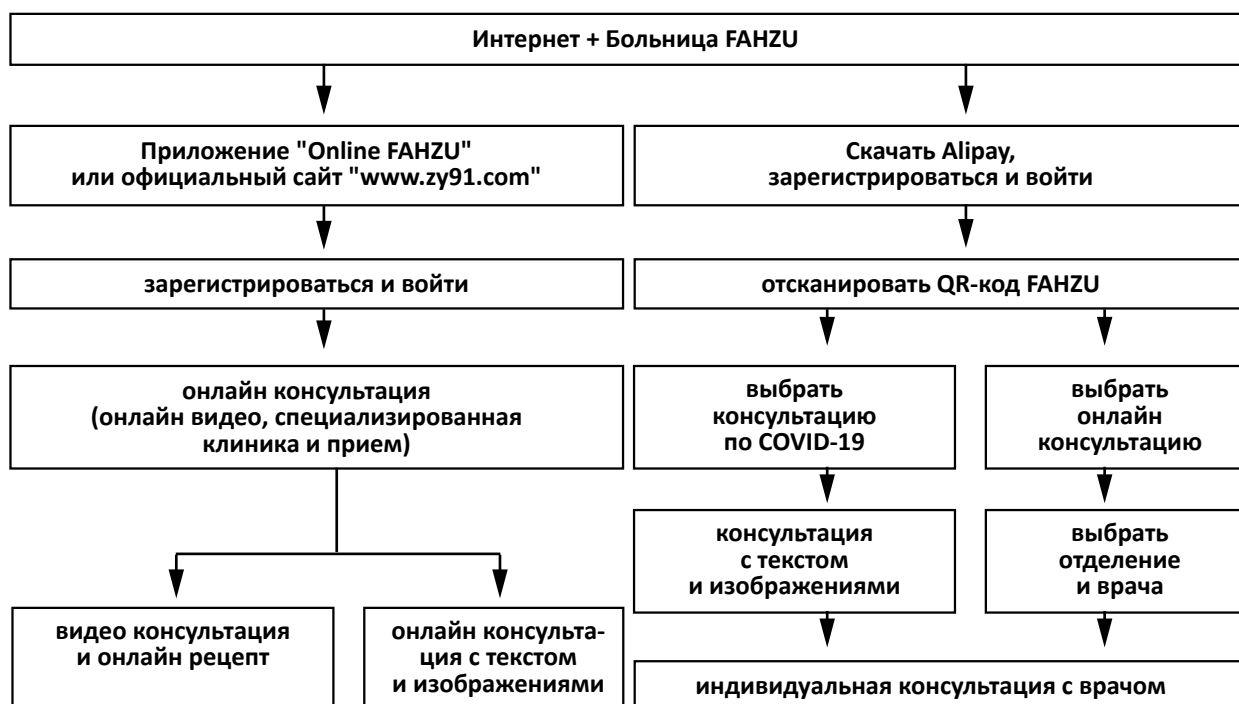 Интернет + Больница FAHZU
Приложение "Online FAHZU"
или официальный сайт "www.zy91.com"
Скачать Alipay,
зарегистрироваться и войти
зарегистрироваться и войти
отсканировать QR-код FAHZU
онлайн консультация
(онлайн видео, специализированная
клиника и прием)
выбрать
консультацию
по COVID-19
выбрать
онлайн
консультацию
консультация
с текстом
и изображениями
выбрать
отделение
и врача
видео консультация
и онлайн рецепт
онлайн консульта-
ция с текстом
и изображениями
индивидуальная консультация с врачом